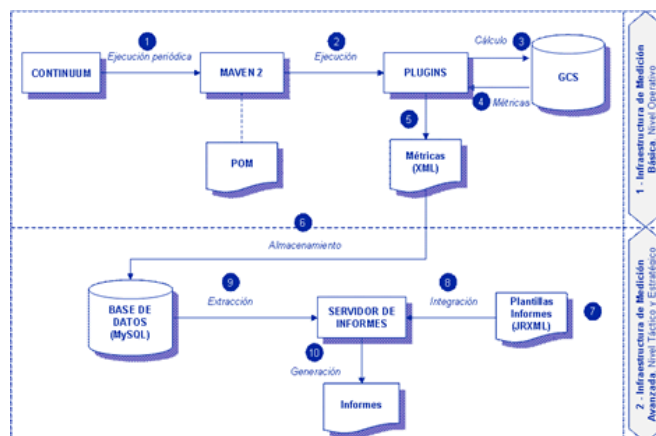 1
Ejecución periódica
2
Ejecución
Cálculo
3
CONTINUUM
MAVEN 2
PLUGINS
GCS
4
Métricas
5
POM
Métricas
(XML)
1 - Infraestructura de Medición
Básica. Nivel Operativo
6
Almacenamiento
9
Extracción
8
Integración
BASE DE
DATOS
(MySQL)
SERVIDOR DE
INFORMES
Plantillas
Informes
(JRXML)
7
10
Generación
Informes
2 - Infraestructura de Medición
Avanzada. Nivel Táctico y Estratégico